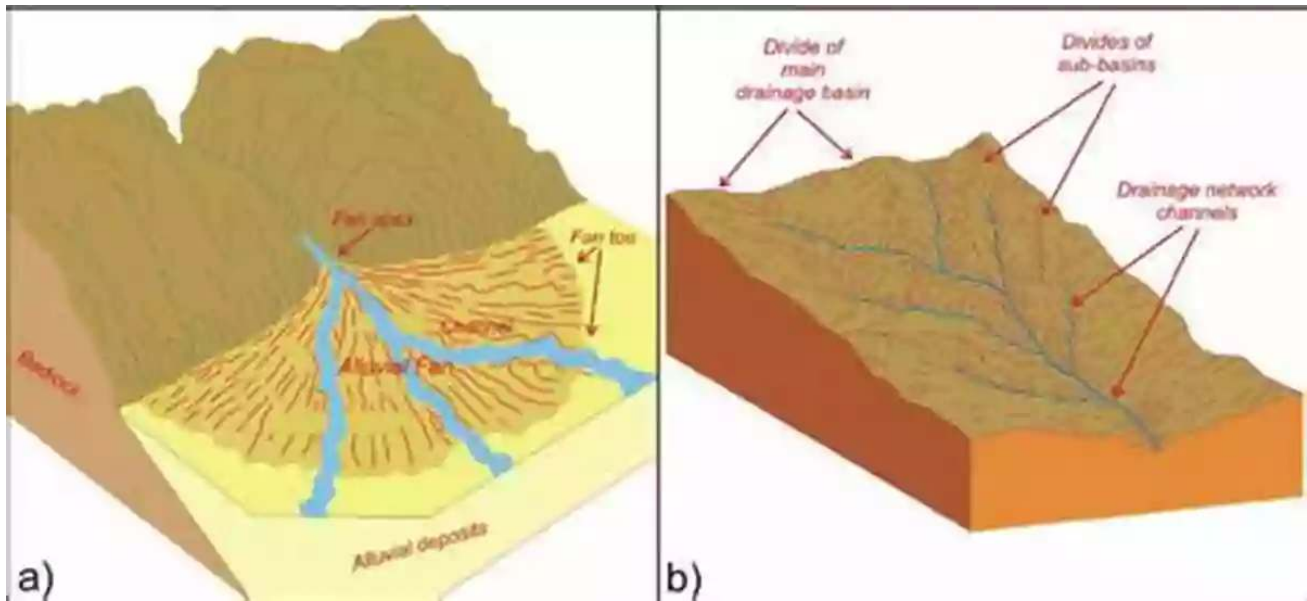 Fan apex
Fan toe
Channel
Alluvial Fan
Bedrock
Alluvial deposits
a)
Divide of
main
drainage basin
Divides of
sub-basins
Drainage network
channels
b)